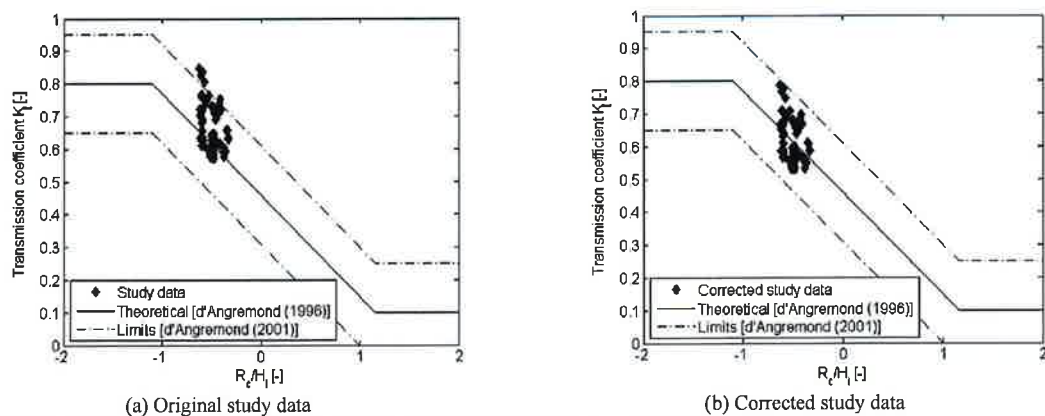 1
0.9
0.8
0.7
0.6
0.5
0.4
0.3
0.2
0.1
0
Transmission coefficient Kt [-]
Study data
Theoretical [d'Angremond (1996)]
Limits [d'Angremond (2001)]
-2 -1 0 1 2
Rc/Hi [-]
(a) Original study data
1
0.9
0.8
0.7
0.6
0.5
0.4
0.3
0.2
0.1
0
Transmission coefficient Kt [-]
Corrected study data
Theoretical [d'Angremond (1996)]
Limits [d'Angremond (2001)]
-2 -1 0 1 2
Rc/Hi [-]
(b) Corrected study data